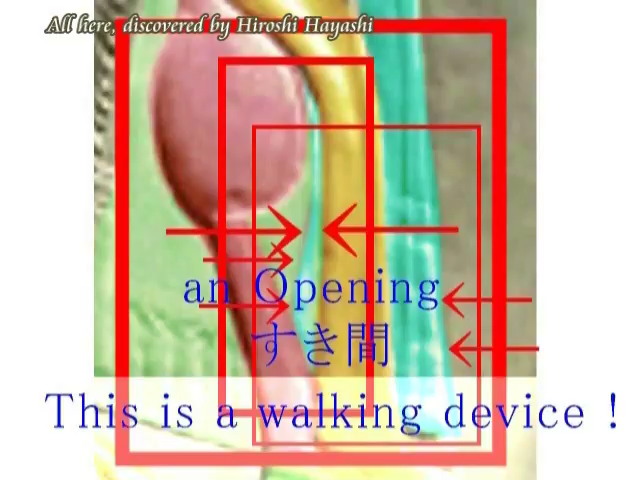 All here, discovered by Hiroshi Hayashi
an Opening
すき間
This is a walking device !